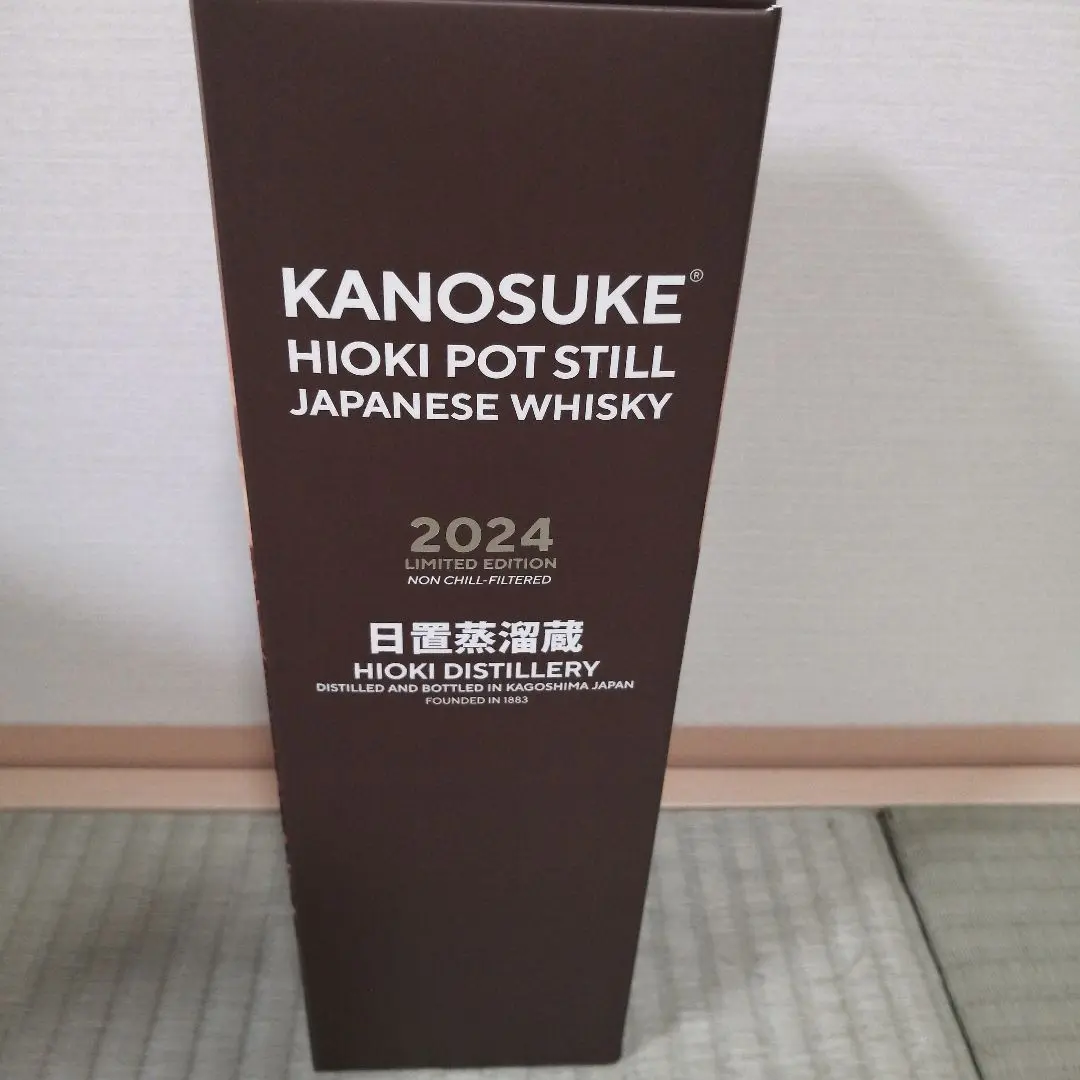 KANOSUKE®
HIOKI POT STILL
JAPANESE WHISKY
2024
LIMITED EDITION
NON CHILL-FILTERED
日置蒸溜蔵
HIOKI DISTILLERY
DISTILLED AND BOTTLED IN KAGOSHIMA JAPAN
FOUNDED IN 1883